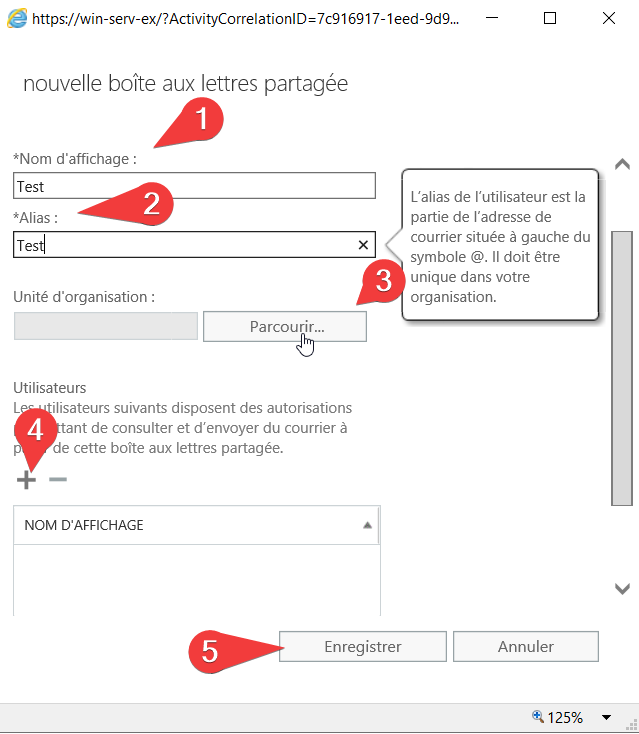 https://win-serv-ex/?ActivityCorrelationID=7c916917-1eed-9d9...
nouvelle boîte aux lettres partagée
1
*Nom d'affichage :
Test
2
*Alias :
Test
L'alias de l'utilisateur est la
partie de l'adresse de
courrier située à gauche du
symbole @. Il doit être
unique dans votre
organisation.
3
Unité d'organisation :
Parcourir...
Utilisateurs
Les utilisateurs suivants disposent des autorisations
4
ttant de consulter et d'envoyer du courrier à
p de cette boîte aux lettres partagée.
NOM D'AFFICHAGE
5
Enregistrer
Annuler
125%